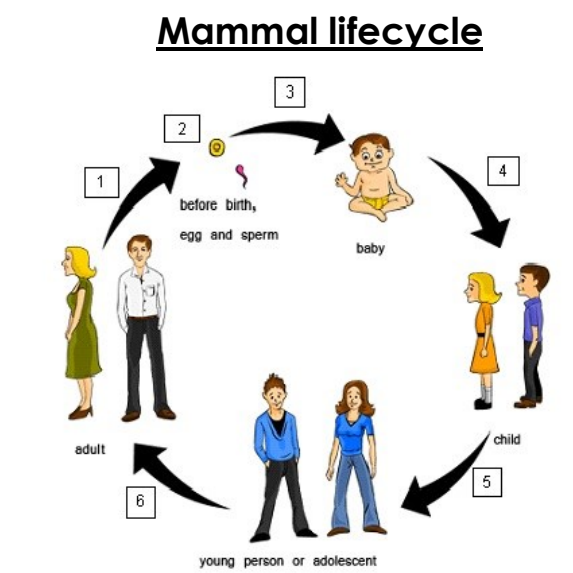 Mammal lifecycle
3
2
1
4
before birth,
egg and sperm
baby
child
adult
5
6
young person or adolescent